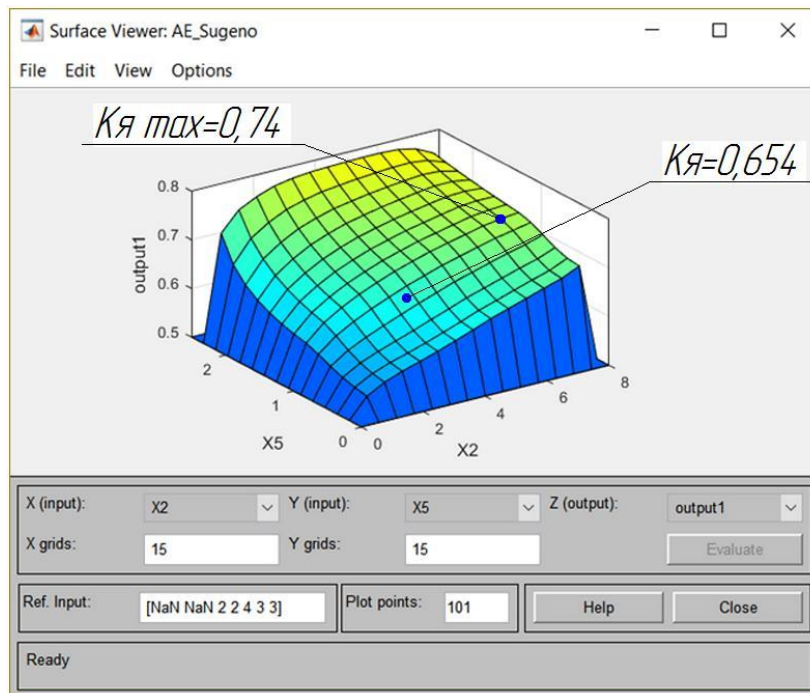 Surface Viewer: AE_Sugeno
File Edit View Options
Kя max=0,74
Kя=0,654
0.8
0.7
0.6
0.5
output1
2
1
0
X5
0
2
4
6
8
X2
X (input): X2 Y (input): X5 Z (output): output1
X grids: 15 Y grids: 15 Evaluate
Ref. Input: [NaN NaN 2 2 4 3 3] Plot points: 101 Help Close
Ready